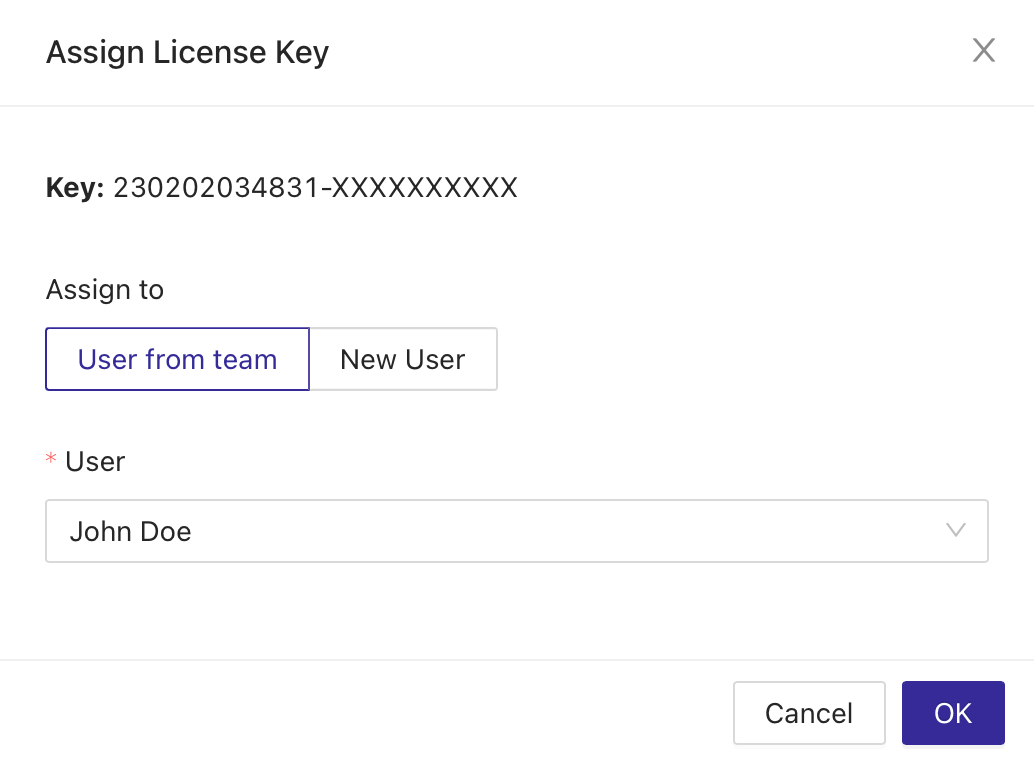 Assign License Key
Key: 230202034831-XXXXXXXXXX
Assign to
User from team New User
* User
John Doe
Cancel OK